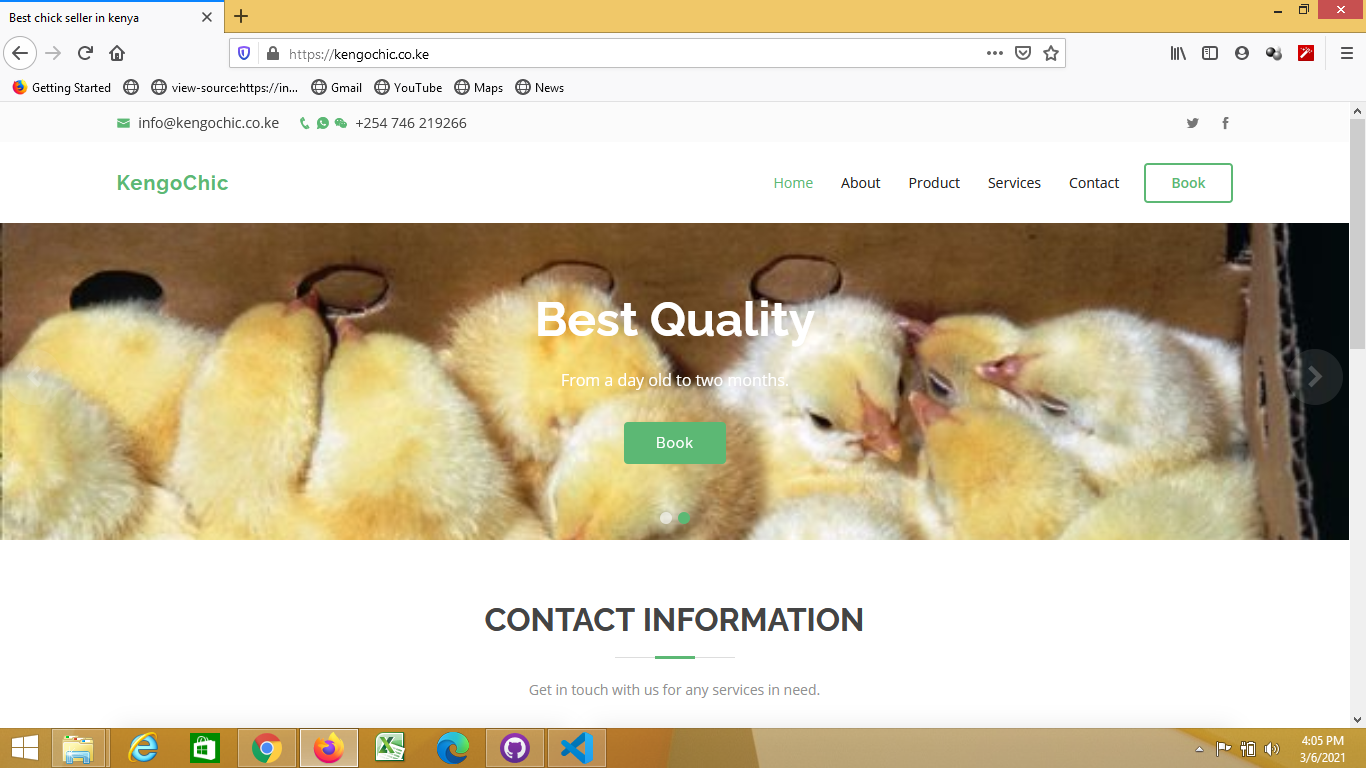 Best chick seller in kenya
https://kengochic.co.ke
Getting Started
view-source:https://in...
Gmail
YouTube
Maps
News
info@kengochic.co.ke
+254 746 219266
KengoChic
Home
About
Product
Services
Contact
Book
Best Quality
From a day old to two months.
Book
CONTACT INFORMATION
Get in touch with us for any services in need.
4:05 PM
3/6/2021